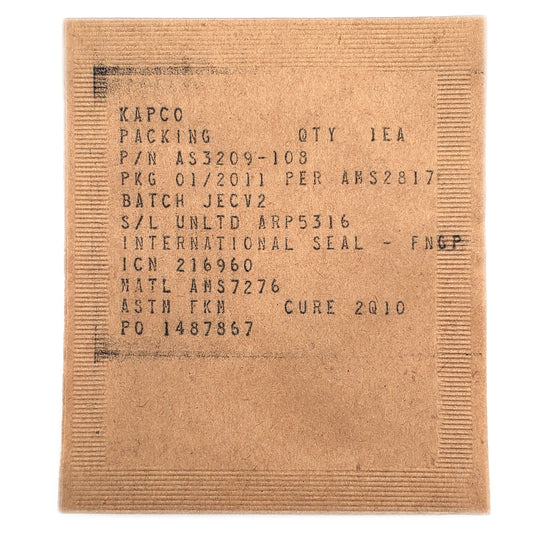 KAPCO
PACKING QTY 1EA
P/N AS3209-108
PKG 01/2011 PER AMS2817
BATCH JECV2
S/L UNLTD ARP5316
INTERNATIONAL SEAL - FNGP
ICN 216960
MATL AMS7276
ASTM FKM CURE 2Q10
PO 1487867